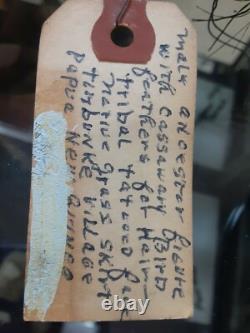 male ancestor figure
with Cassawary Bird
feathers for Hair -
tribal tatooed face
Native grass skirt
timbunke village
Papua New Guinea